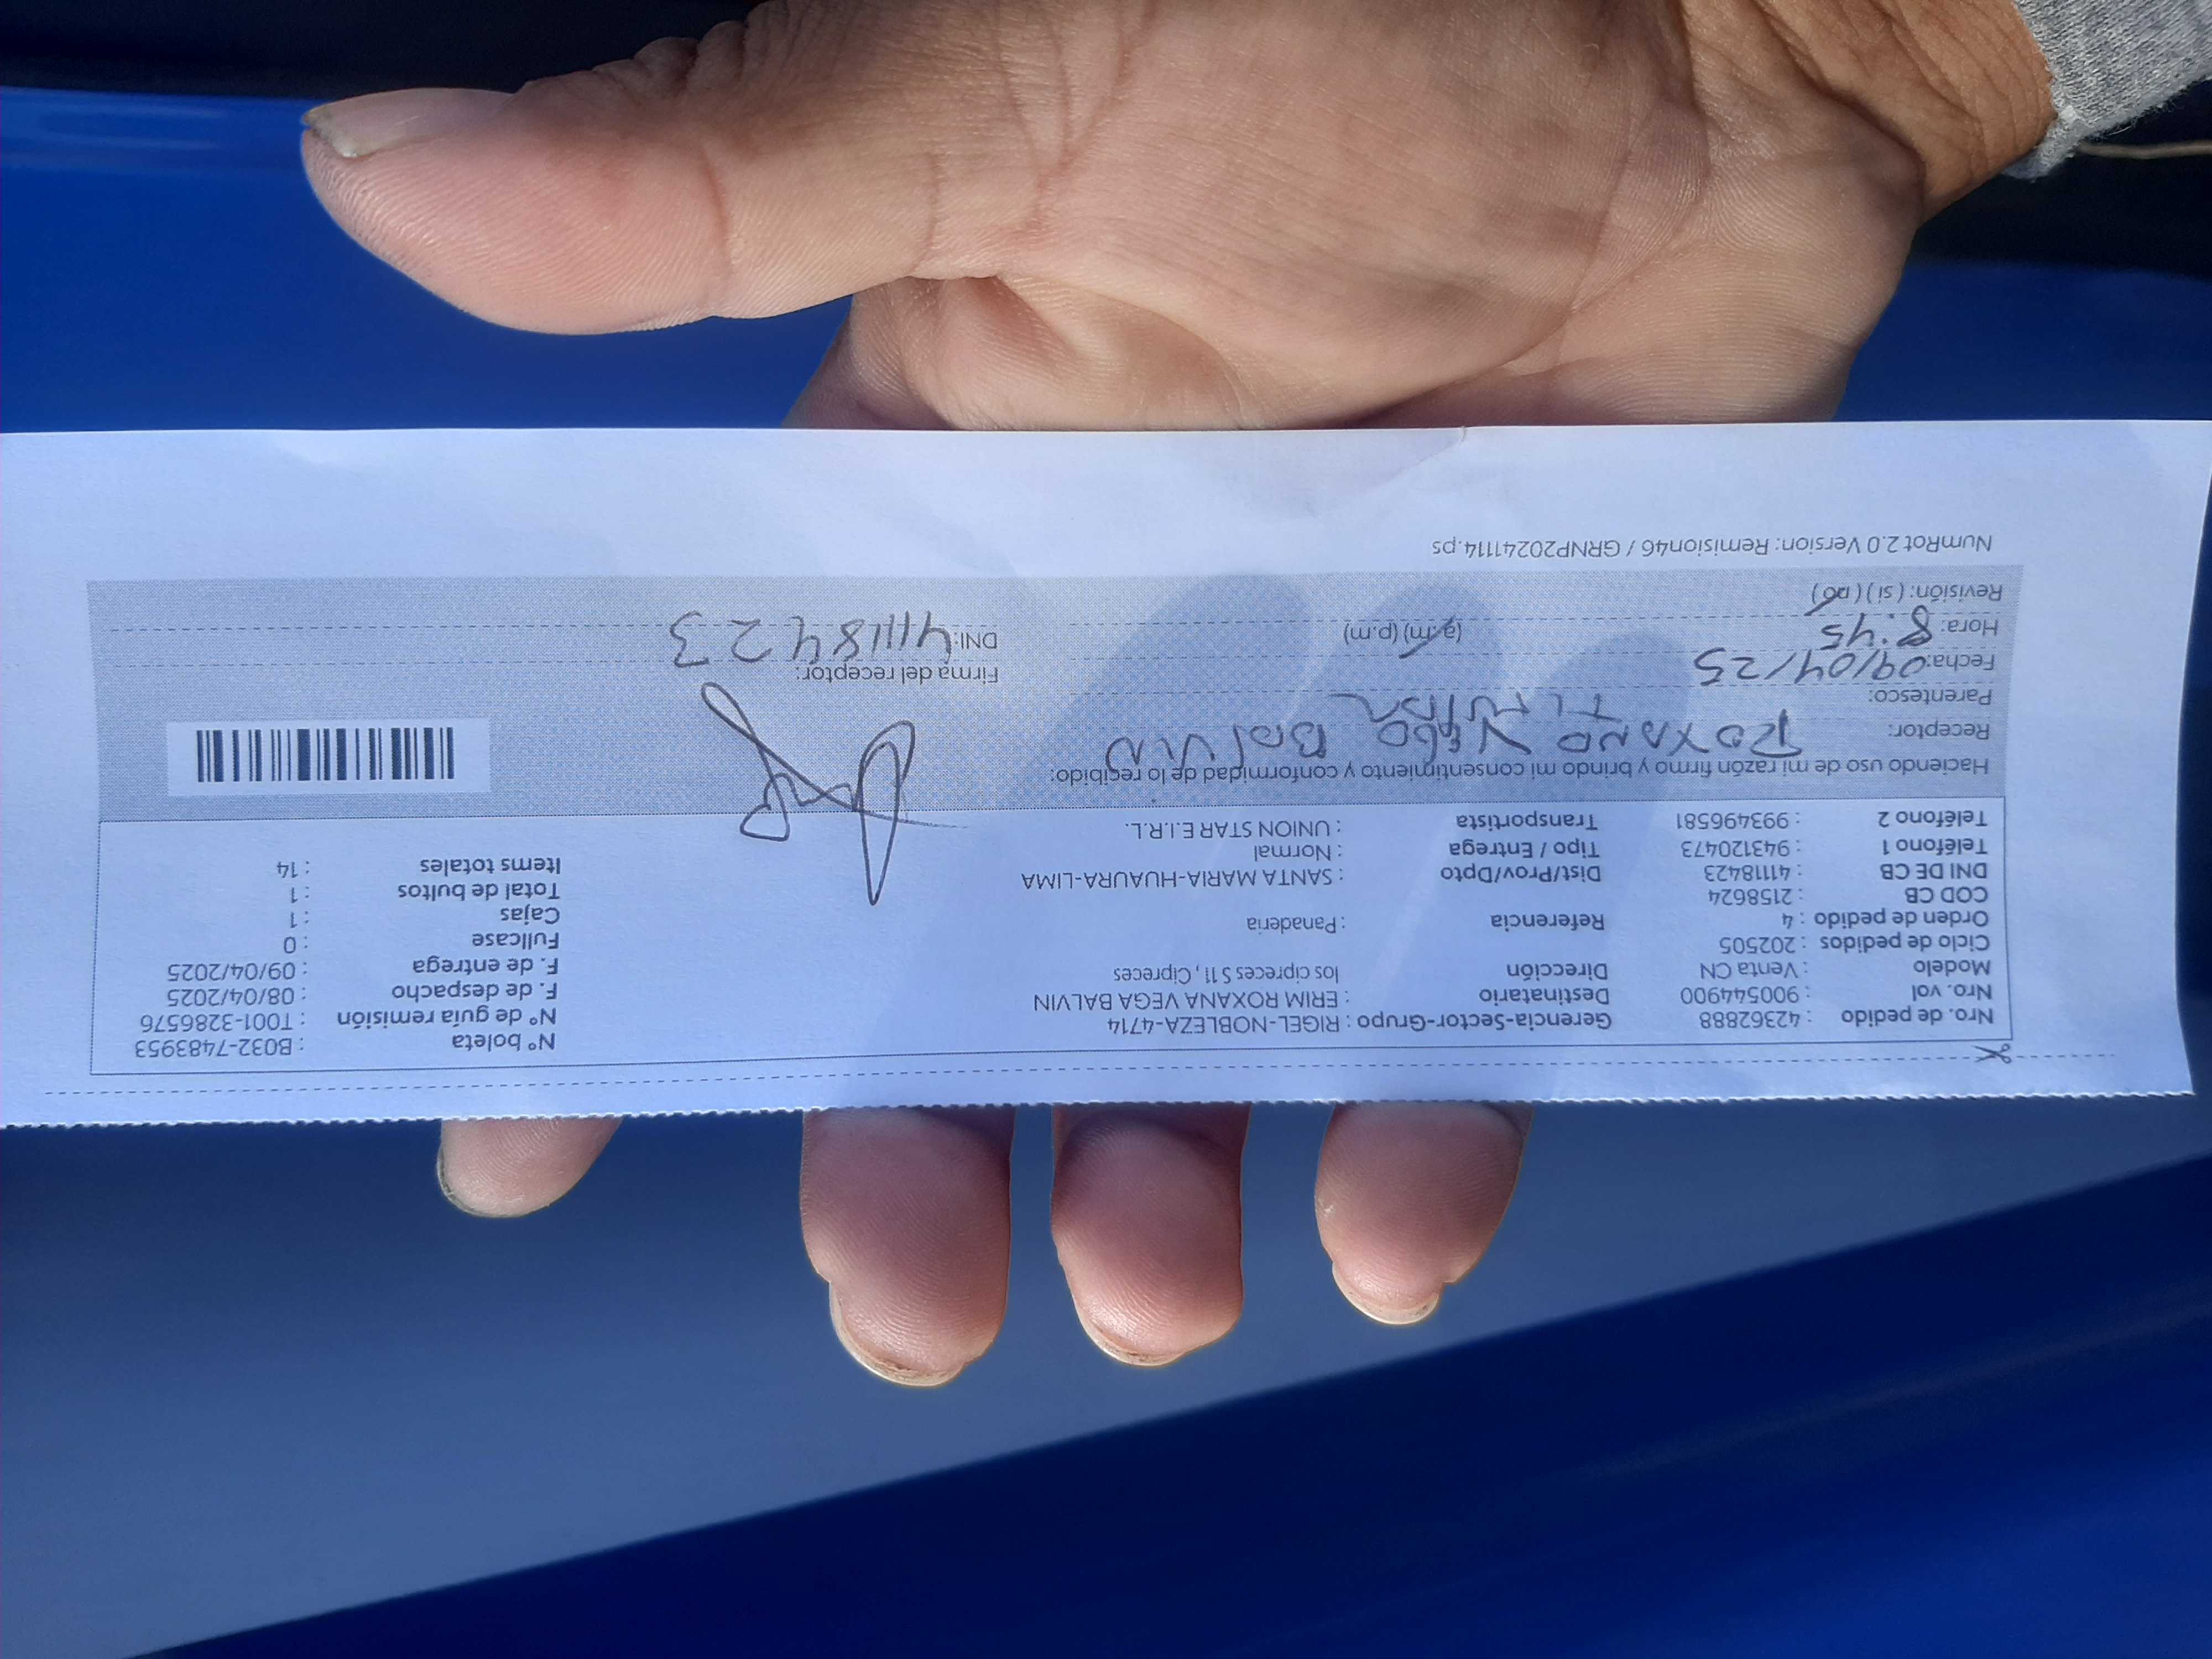 Nro. de pedido : 42362888 Gerencia-Sector-Grupo : RIGEL-NOBLEZA-4714 N° boleta : B032-7483953
Nro. val : 900544900 Destinatario : ERIM ROXANA VEGA BALVIN N° de guía remisión : T001-3286576
Modelo : Venta CN Dirección los cipreces S 11 , Cipreces F. de despacho : 08/04/2025
Ciclo de pedidos : 202505 F. de entrega : 09/04/2025
Orden de pedido : 4 Referencia : Panaderia Fullcase : 0
COD CB : 2158624 Cajas : 1
DNI DE CB : 41118423 Dist/Prov/Dpto : SANTA MARIA-HUAURA-LIMA Total de bultos : 1
Teléfono 1 : 943120473 Tipo / Entrega : Normal Items totales : 14
Teléfono 2 : 993496581 Transportista : UNION STAR E.I.R.L.
Haciendo uso de mi razón firmo y brindo mi consentimiento y conformidad de lo recibido:
Receptor: ROXANA VEGA BALVIN
Parentesco: TITULAR
Fecha: 09/04/25 Firma del receptor:
Hora: 8:45 (a.m) (p.m) DNI: 41118423
Revisión: ( si ) ( no )
NumRot 2.0 Version: Remision46 / GRNP20241114.ps